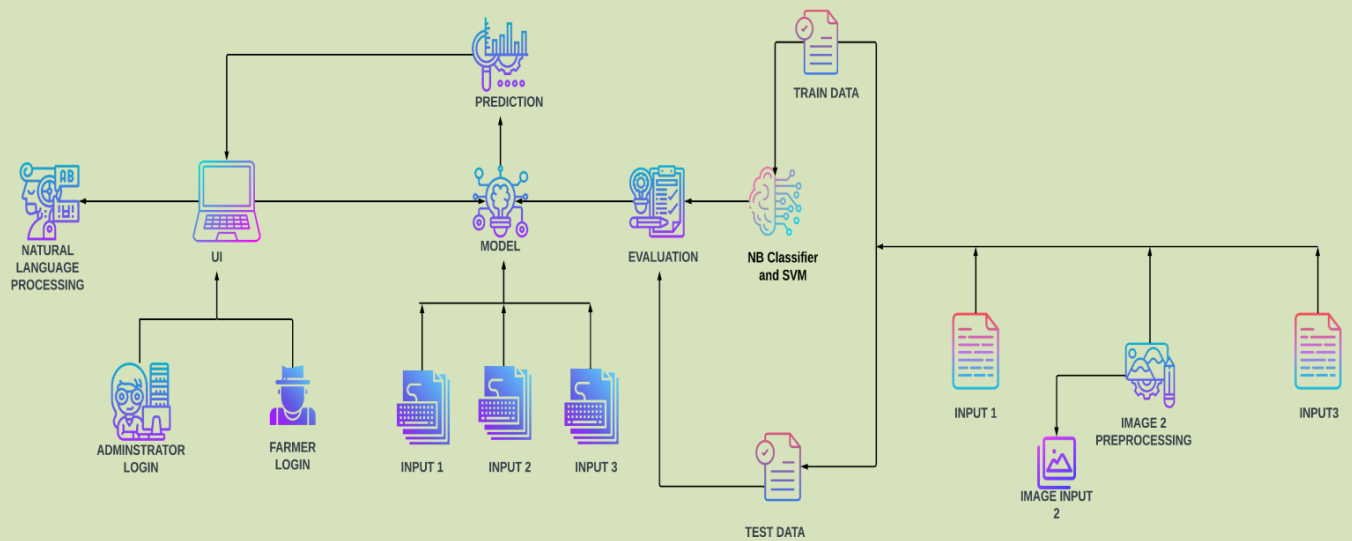 TRAIN DATA
PREDICTION
AB
NATURAL
LANGUAGE
PROCESSING
UI
MODEL
EVALUATION
NB Classifier
and SVM
ADMINSTRATOR
LOGIN
FARMER
LOGIN
INPUT 1
INPUT 2
INPUT 3
INPUT 1
IMAGE 2
PREPROCESSING
INPUT3
IMAGE INPUT
2
TEST DATA